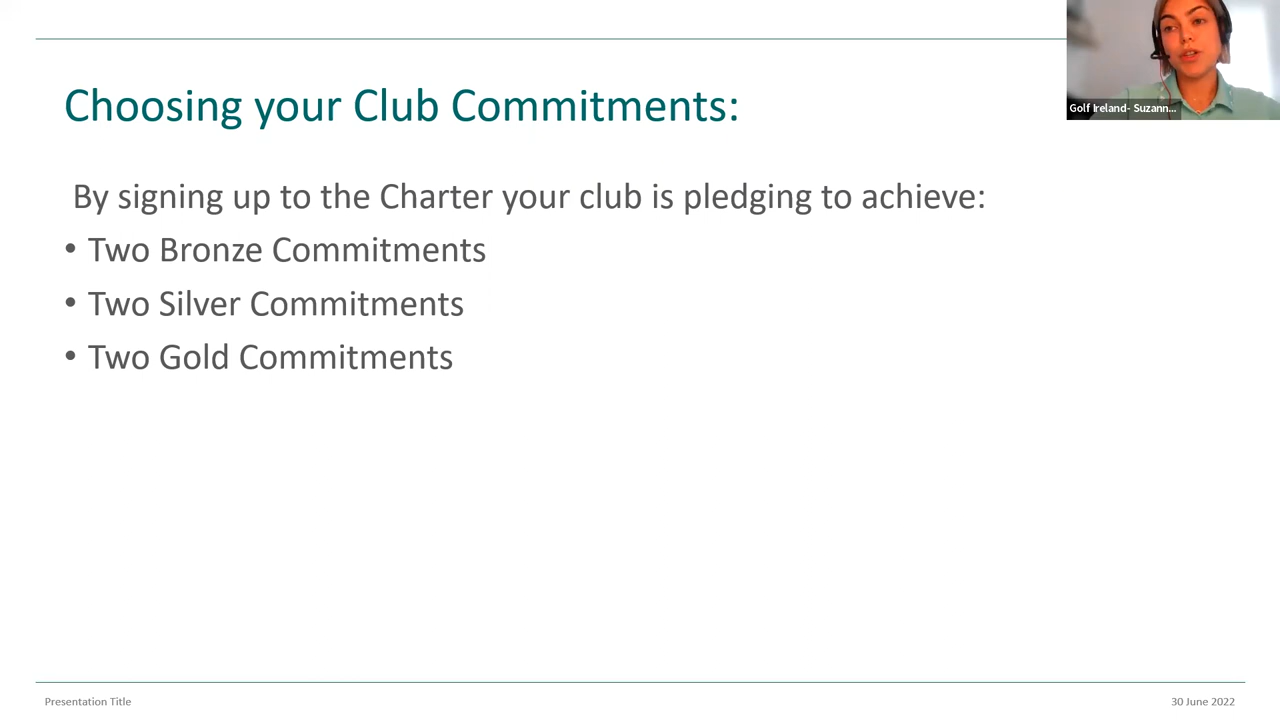 Choosing your Club Commitments:
Golf Ireland- Suzann...
By signing up to the Charter your club is pledging to achieve:
• Two Bronze Commitments
• Two Silver Commitments
• Two Gold Commitments
Presentation Title
30 June 2022